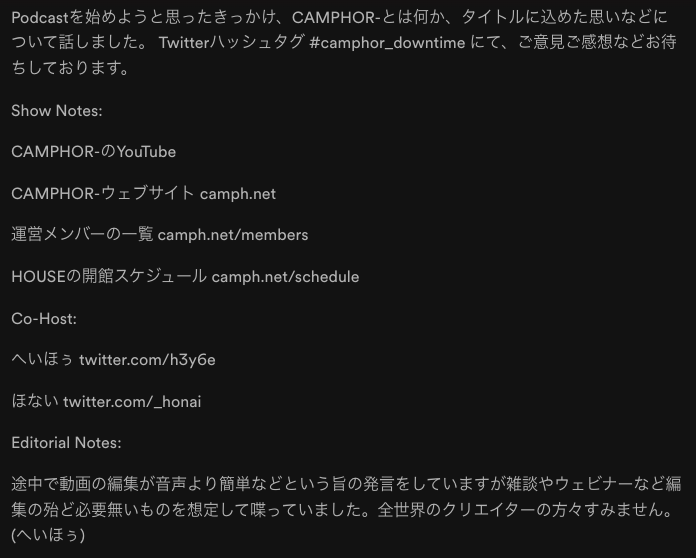 Podcastを始めようと思ったきっかけ、CAMPHOR-とは何か、タイトルに込めた思いなどに
ついて話しました。 Twitterハッシュタグ #camphor_downtime にて、ご意見ご感想などお待
ちしております。
Show Notes:
CAMPHOR-のYouTube
CAMPHOR-ウェブサイト camph.net
運営メンバーの一覧 camph.net/members
HOUSEの開館スケジュール camph.net/schedule
Co-Host:
へいほぅ twitter.com/h3y6e
ほない twitter.com/_honai
Editorial Notes:
途中で動画の編集が音声より簡単などという旨の発言をしていますが雑談やウェビナーなど編
集の殆ど必要無いものを想定して喋っていました。全世界のクリエイターの方々すみません。
(へいほぅ)